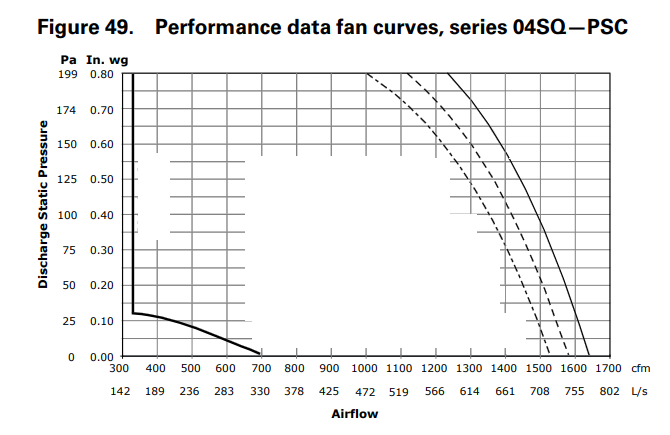 Figure 49. Performance data fan curves, series 04SQ—PSC
Pa In. wg
199 0.80
174 0.70
150 0.60
125 0.50
100 0.40
75 0.30
50 0.20
25 0.10
0 0.00
Discharge Static Pressure
300 400 500 600 700 800 900 1000 1100 1200 1300 1400 1500 1600 1700 cfm
142 189 236 283 330 378 425 472 519 566 614 661 708 755 802 L/s
Airflow